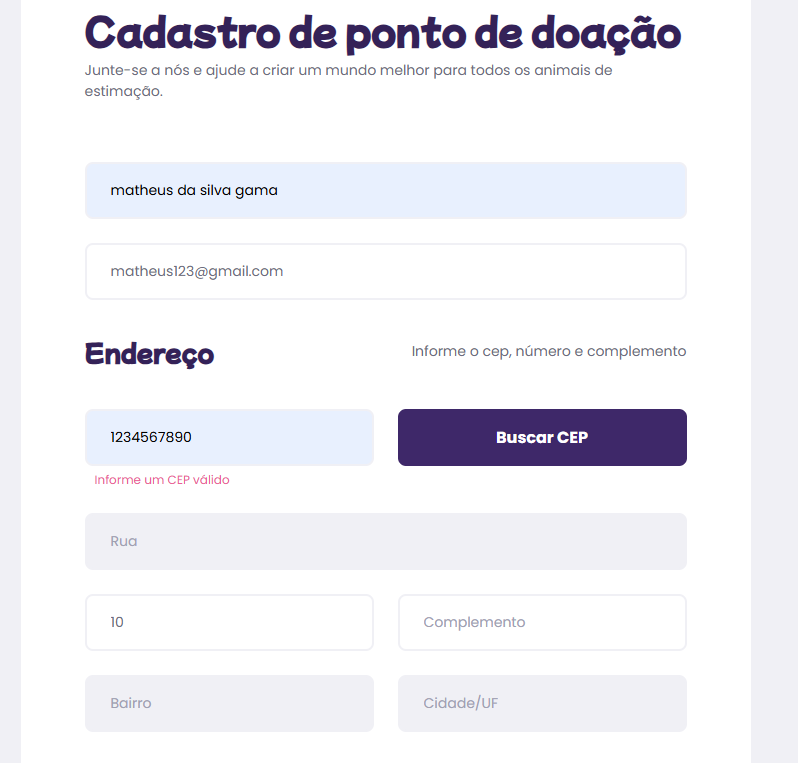 Cadastro de ponto de doação
Junte-se a nós e ajude a criar um mundo melhor para todos os animais de
estimação.
matheus da silva gama
matheus123@gmail.com
Endereço
Informe o cep, número e complemento
1234567890
Buscar CEP
Informe um CEP válido
Rua
10
Complemento
Bairro
Cidade/UF